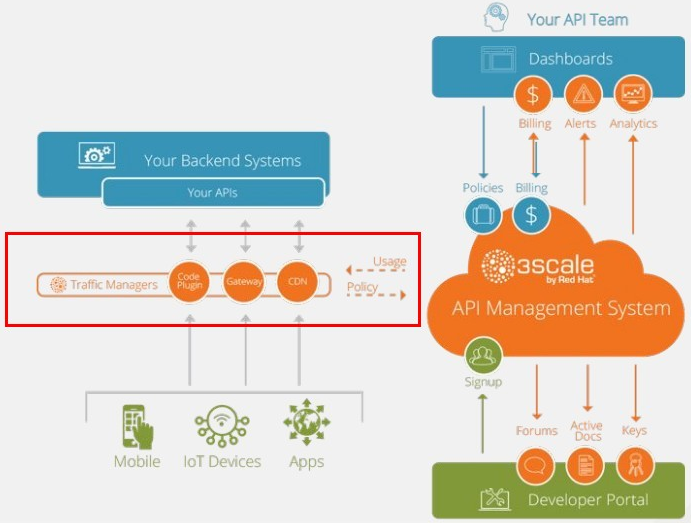 Your API Team
Dashboards
$
Billing Alerts Analytics
Your Backend Systems
Your APIs
Policies Billing
$
3scale
by Red Hat
API Management System
Traffic Managers
Code
Plugin
Gateway
CDN
Usage
Policy
Signup
Mobile IoT Devices Apps
Forums
Active
Docs
Keys
Developer Portal